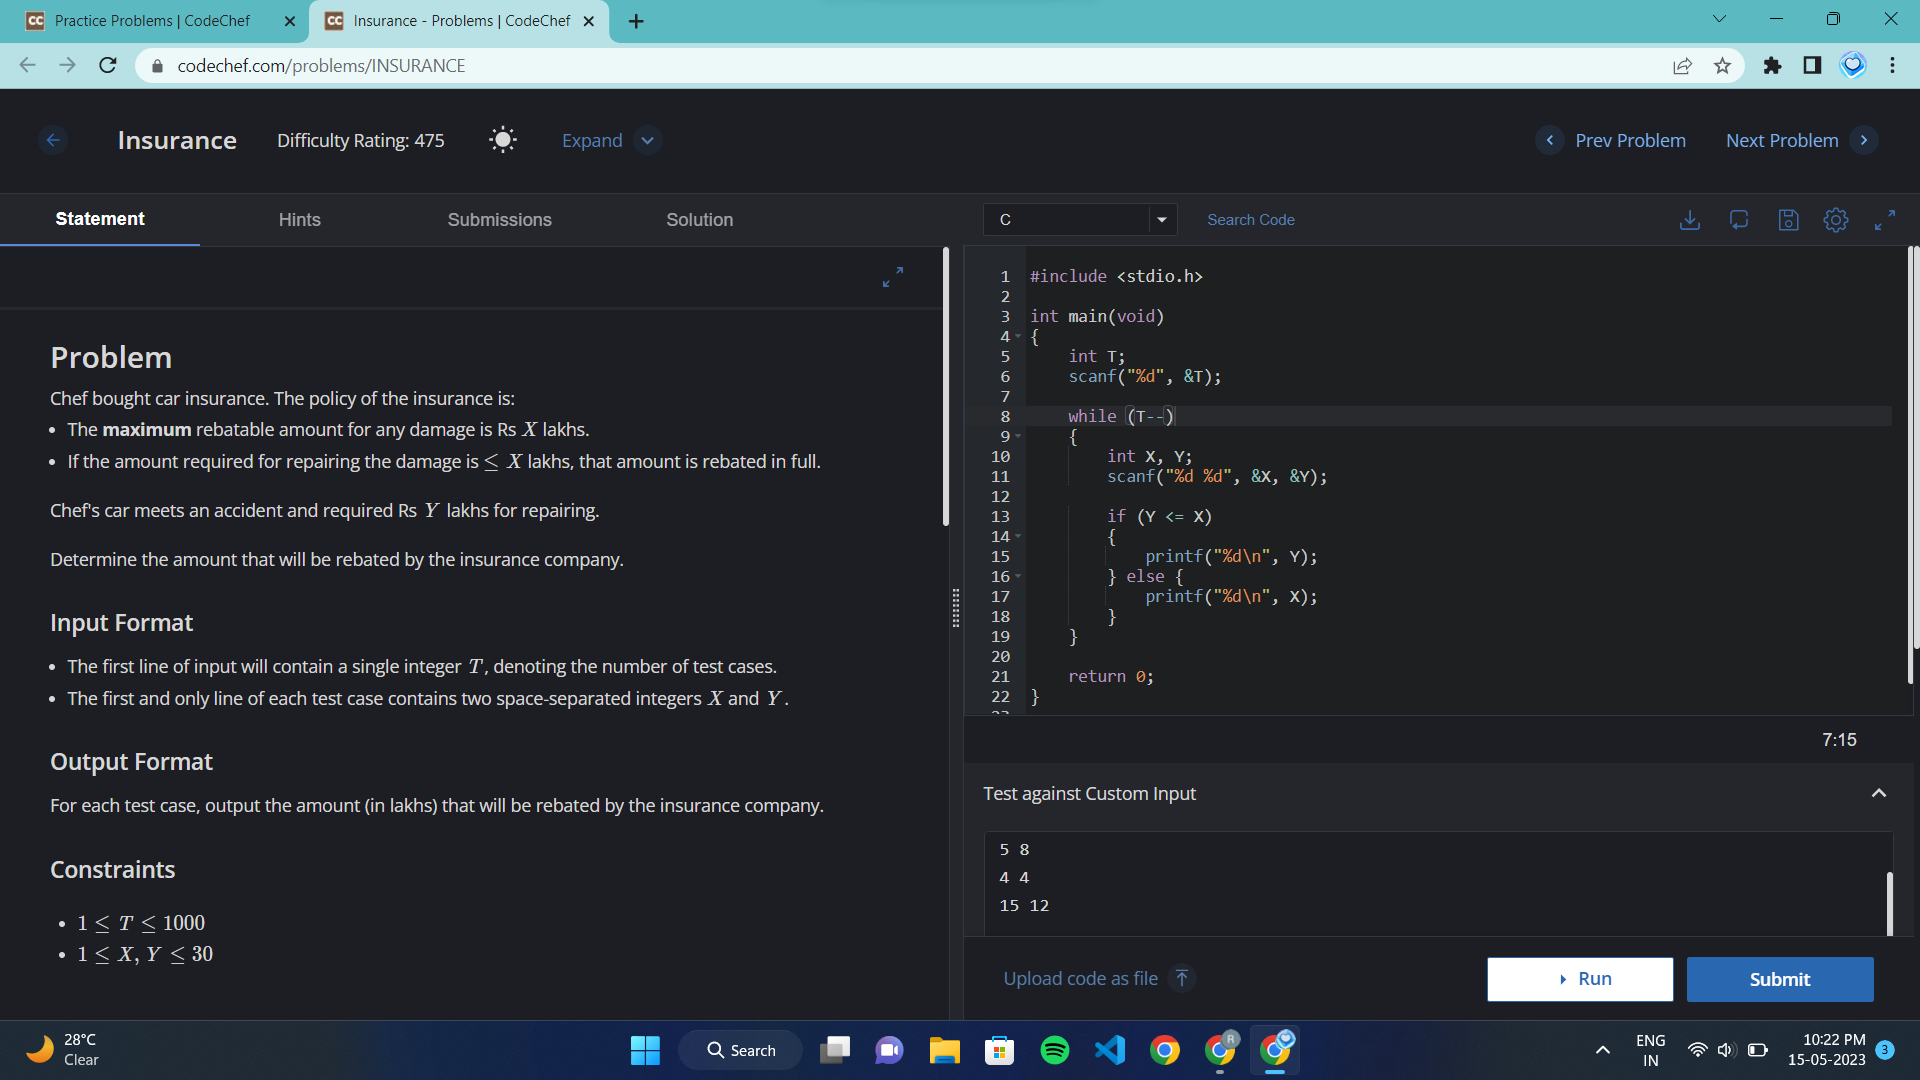 Practice Problems | CodeChef
Insurance - Problems | CodeChef
codechef.com/problems/INSURANCE
Insurance
Difficulty Rating: 475
Expand
Prev Problem
Next Problem
Statement
Hints
Submissions
Solution
C
Search Code
Problem
Chef bought car insurance. The policy of the insurance is:
• The maximum rebatable amount for any damage is Rs X lakhs.
• If the amount required for repairing the damage is ≤ X lakhs, that amount is rebated in full.
Chef's car meets an accident and required Rs Y lakhs for repairing.
Determine the amount that will be rebated by the insurance company.
Input Format
• The first line of input will contain a single integer T, denoting the number of test cases.
• The first and only line of each test case contains two space-separated integers X and Y.
Output Format
For each test case, output the amount (in lakhs) that will be rebated by the insurance company.
Constraints
• 1 ≤ T ≤ 1000
• 1 ≤ X, Y ≤ 30
1 #include <stdio.h>
2
3 int main(void)
4 {
5 int T;
6 scanf("%d", &T);
7
8 while (T--)
9 {
10 int X, Y;
11 scanf("%d %d", &X, &Y);
12
13 if (Y <= X)
14 {
15 printf("%d\n", Y);
16 } else {
17 printf("%d\n", X);
18 }
19 }
20
21 return 0;
22 }
7:15
Test against Custom Input
5 8
4 4
15 12
Upload code as file
Run
Submit
28°C
Clear
Search
R
ENG
IN
10:22 PM
15-05-2023
3